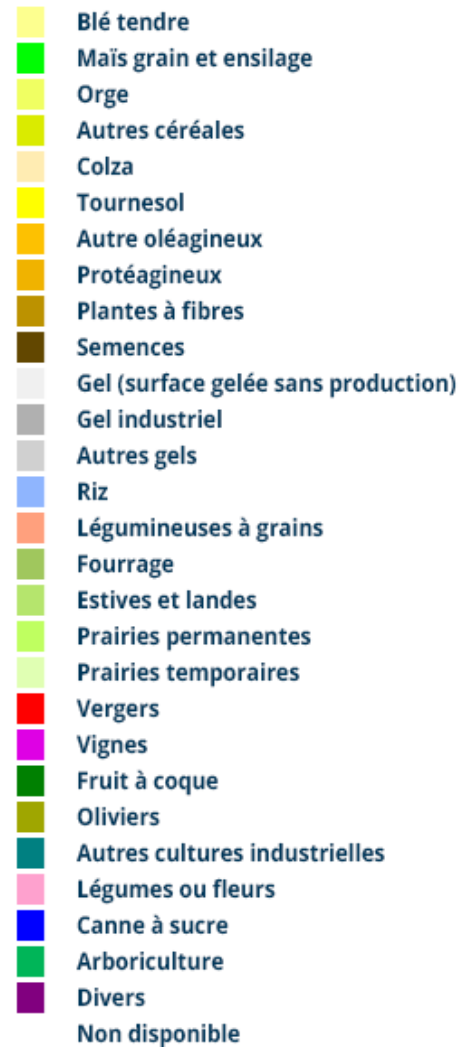 Blé tendre
Maïs grain et ensilage
Orge
Autres céréales
Colza
Tournesol
Autre oléagineux
Protéagineux
Plantes à fibres
Semences
Gel (surface gelée sans production)
Gel industriel
Autres gels
Riz
Légumineuses à grains
Fourrage
Estives et landes
Prairies permanentes
Prairies temporaires
Vergers
Vignes
Fruit à coque
Oliviers
Autres cultures industrielles
Légumes ou fleurs
Canne à sucre
Arboriculture
Divers
Non disponible